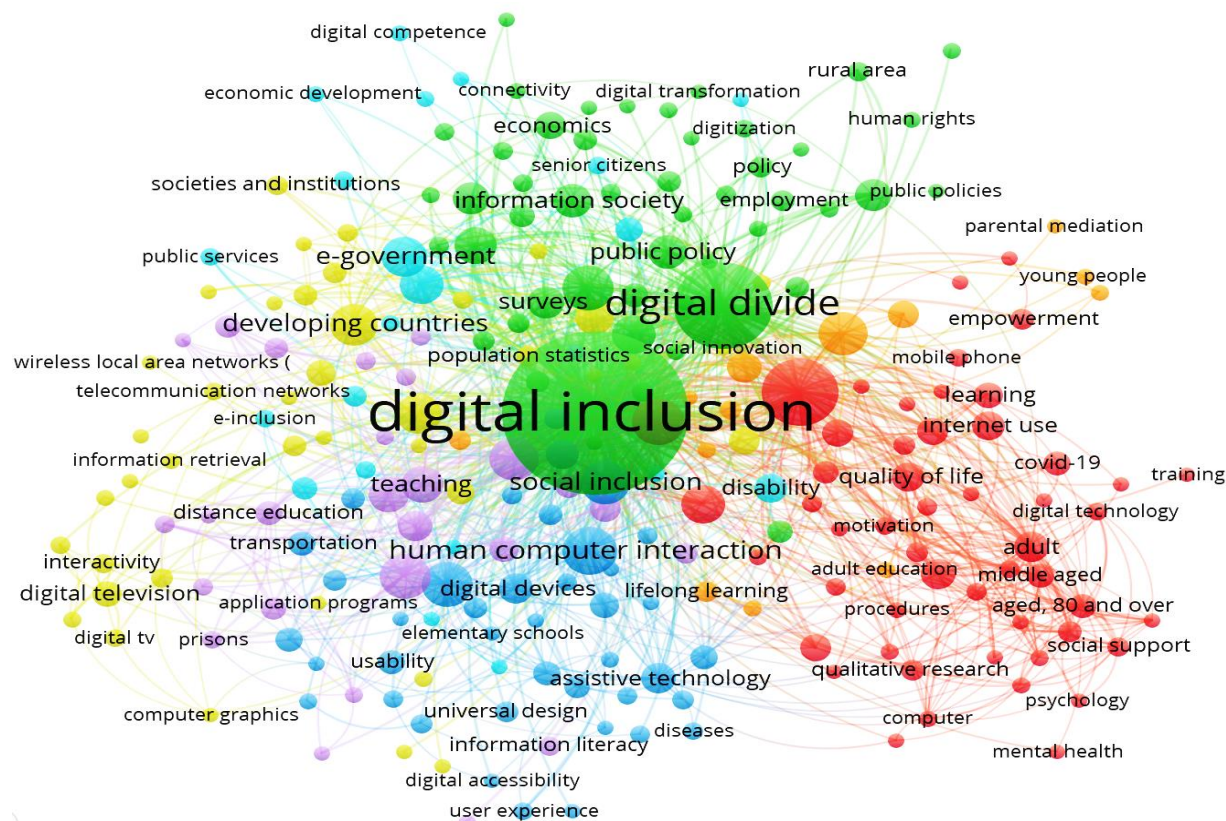 digital competence
rural area
economic development
connectivity
digital transformation
human rights
economics
digitization
senior citizens
policy
societies and institutions
information society
employment
public policies
parental mediation
public services
e-government
public policy
young people
surveys
digital divide
developing countries
empowerment
population statistics
social innovation
mobile phone
wireless local area networks (
telecommunication networks
learning
e-inclusion
digital inclusion
internet use
information retrieval
covid-19
teaching
social inclusion
disability
quality of life
training
distance education
motivation
digital technology
transportation
human computer interaction
adult
interactivity
adult education
middle aged
digital television
application programs
digital devices
lifelong learning
procedures
aged, 80 and over
digital tv
prisons
elementary schools
social support
usability
assistive technology
qualitative research
psychology
computer graphics
universal design
diseases
computer
information literacy
mental health
digital accessibility
user experience